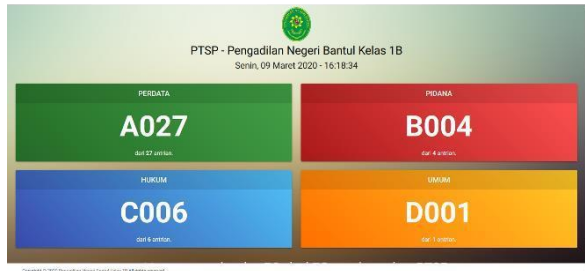 PTSP - Pengadilan Negeri Bantul Kelas 1B
Senin, 09 Maret 2020 - 16:18:34
PERDATA
A027
dari 27 antrian.
PIDANA
B004
dari 4 antrian.
HUKUM
C006
dari 6 antrian.
UMUM
D001
dari 1 antrian.